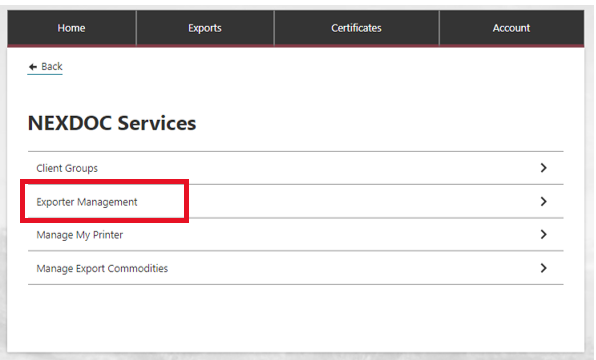 Home Exports Certificates Account
Back
NEXDOC Services
Client Groups
Exporter Management
Manage My Printer
Manage Export Commodities